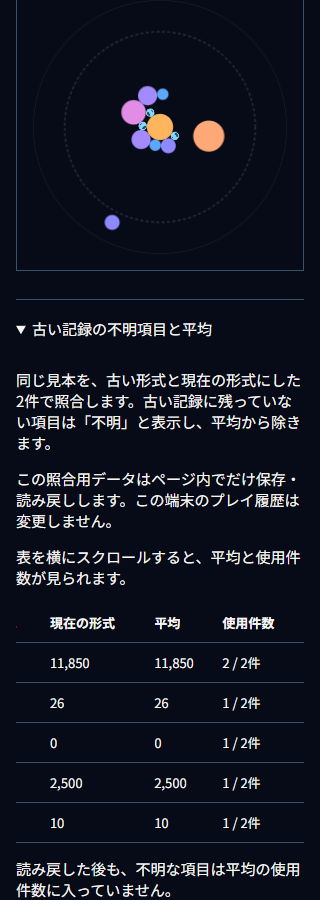 ▼ 古い記録の不明項目と平均
同じ見本を、古い形式と現在の形式にした
2件で照合します。古い記録に残っていな
い項目は「不明」と表示し、平均から除き
ます。
この照合用データはページ内でだけ保存・
読み戻しします。この端末のプレイ履歴は
変更しません。
表を横にスクロールすると、平均と使用件
数が見られます。
現在の形式 平均 使用件数
11,850 11,850 2 / 2件
26 26 1 / 2件
0 0 1 / 2件
2,500 2,500 1 / 2件
10 10 1 / 2件
読み戻した後も、不明な項目は平均の使用
件数に入っていません。